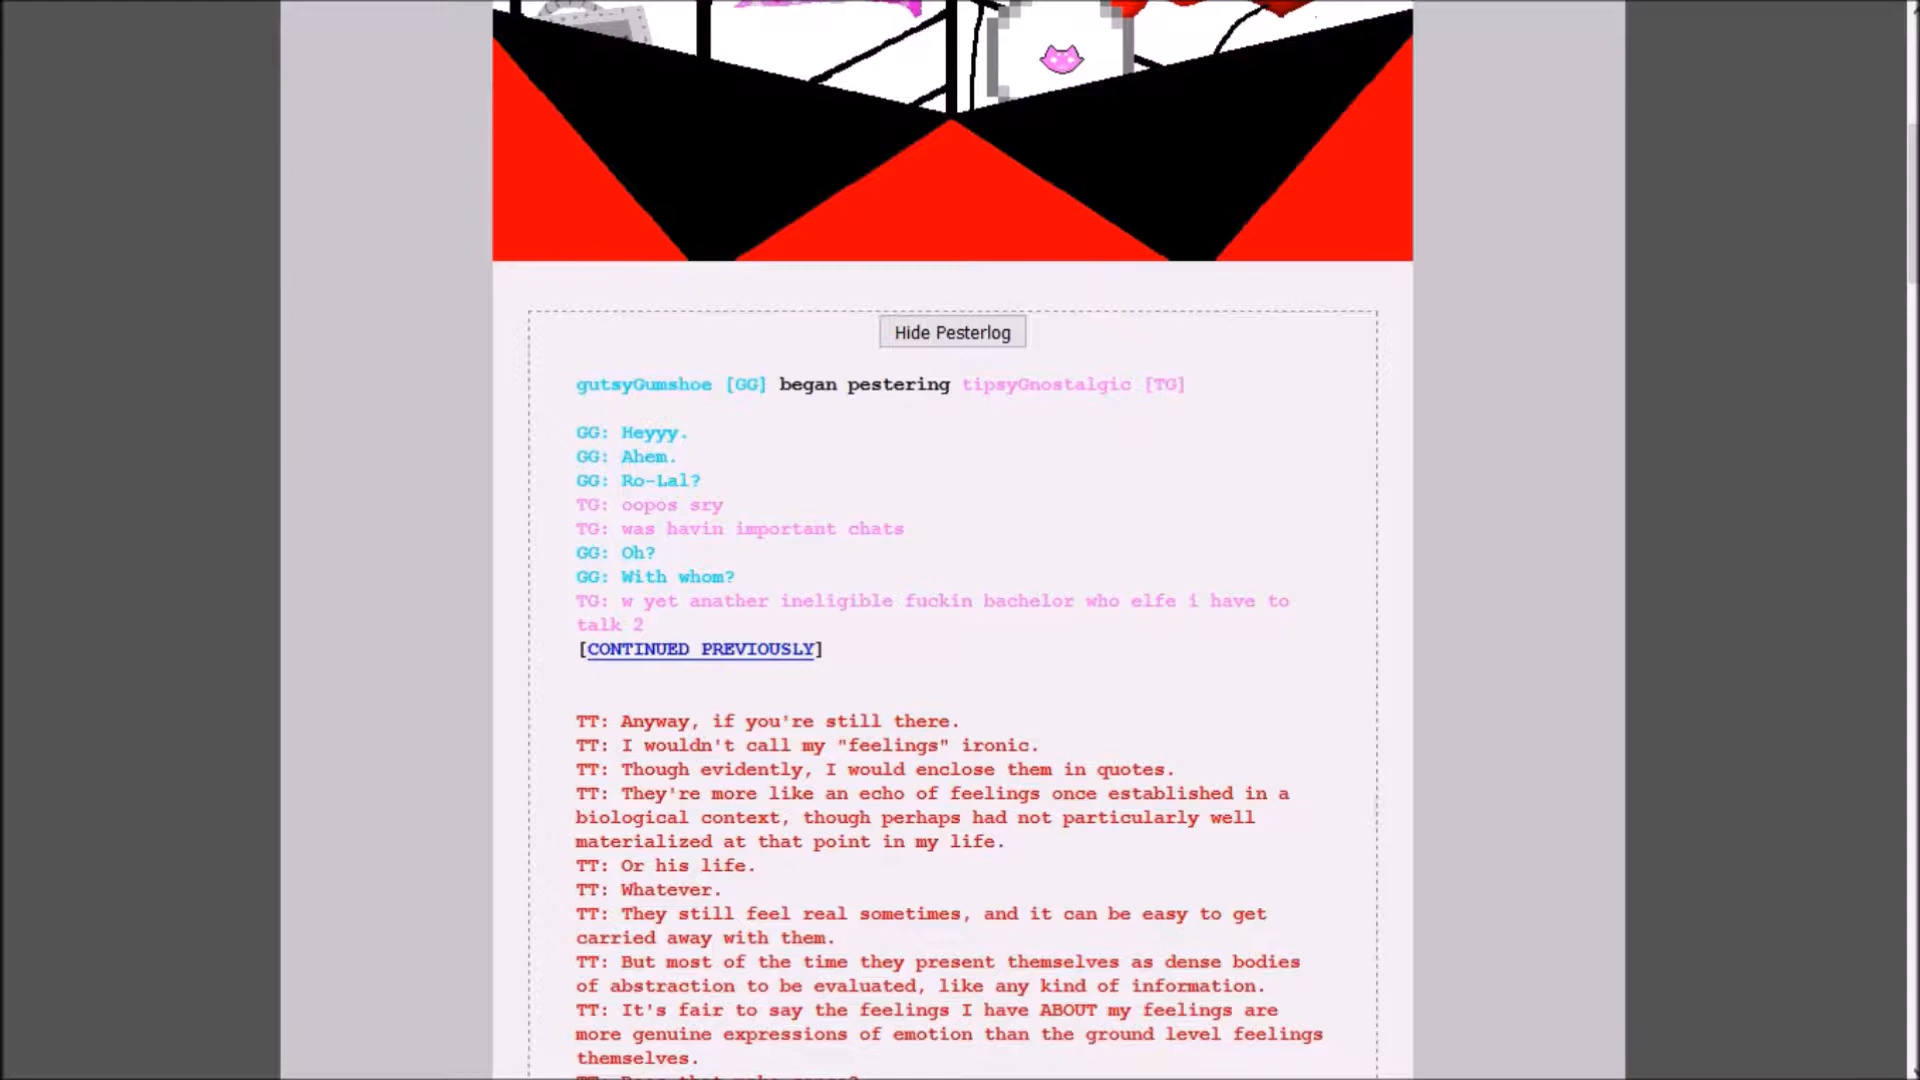 Hide Pesterlog
gutsyGumshoe [GG] began pestering tipsyGnostalgic [TG]
GG: Heyyy.
GG: Ahem.
GG: Ro-Lal?
TG: oopos sry
TG: was havin important chats
GG: Oh?
GG: With whom?
TG: w yet anather ineligible fuckin bachelor who elfe i have to
talk 2
[CONTINUED PREVIOUSLY]
TT: Anyway, if you're still there.
TT: I wouldn't call my "feelings" ironic.
TT: Though evidently, I would enclose them in quotes.
TT: They're more like an echo of feelings once established in a
biological context, though perhaps had not particularly well
materialized at that point in my life.
TT: Or his life.
TT: Whatever.
TT: They still feel real sometimes, and it can be easy to get
carried away with them.
TT: But most of the time they present themselves as dense bodies
of abstraction to be evaluated, like any kind of information.
TT: It's fair to say the feelings I have ABOUT my feelings are
more genuine expressions of emotion than the ground level feelings
themselves.